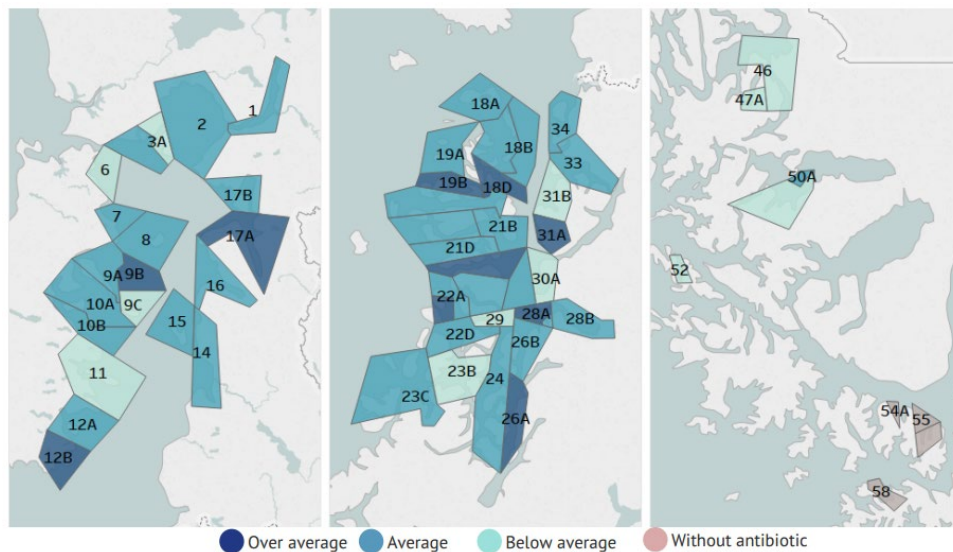 1
2
3A
6
17B
7
8
17A
9A
9B
16
10A
9C
10B
15
14
11
12A
12B
18A
34
18B
19A
33
19B
18D
31B
21B
31A
21D
30A
22A
29
28A
28B
22D
26B
23B
24
23C
26A
46
47A
50A
52
54A
55
58
Over average
Average
Below average
Without antibiotic